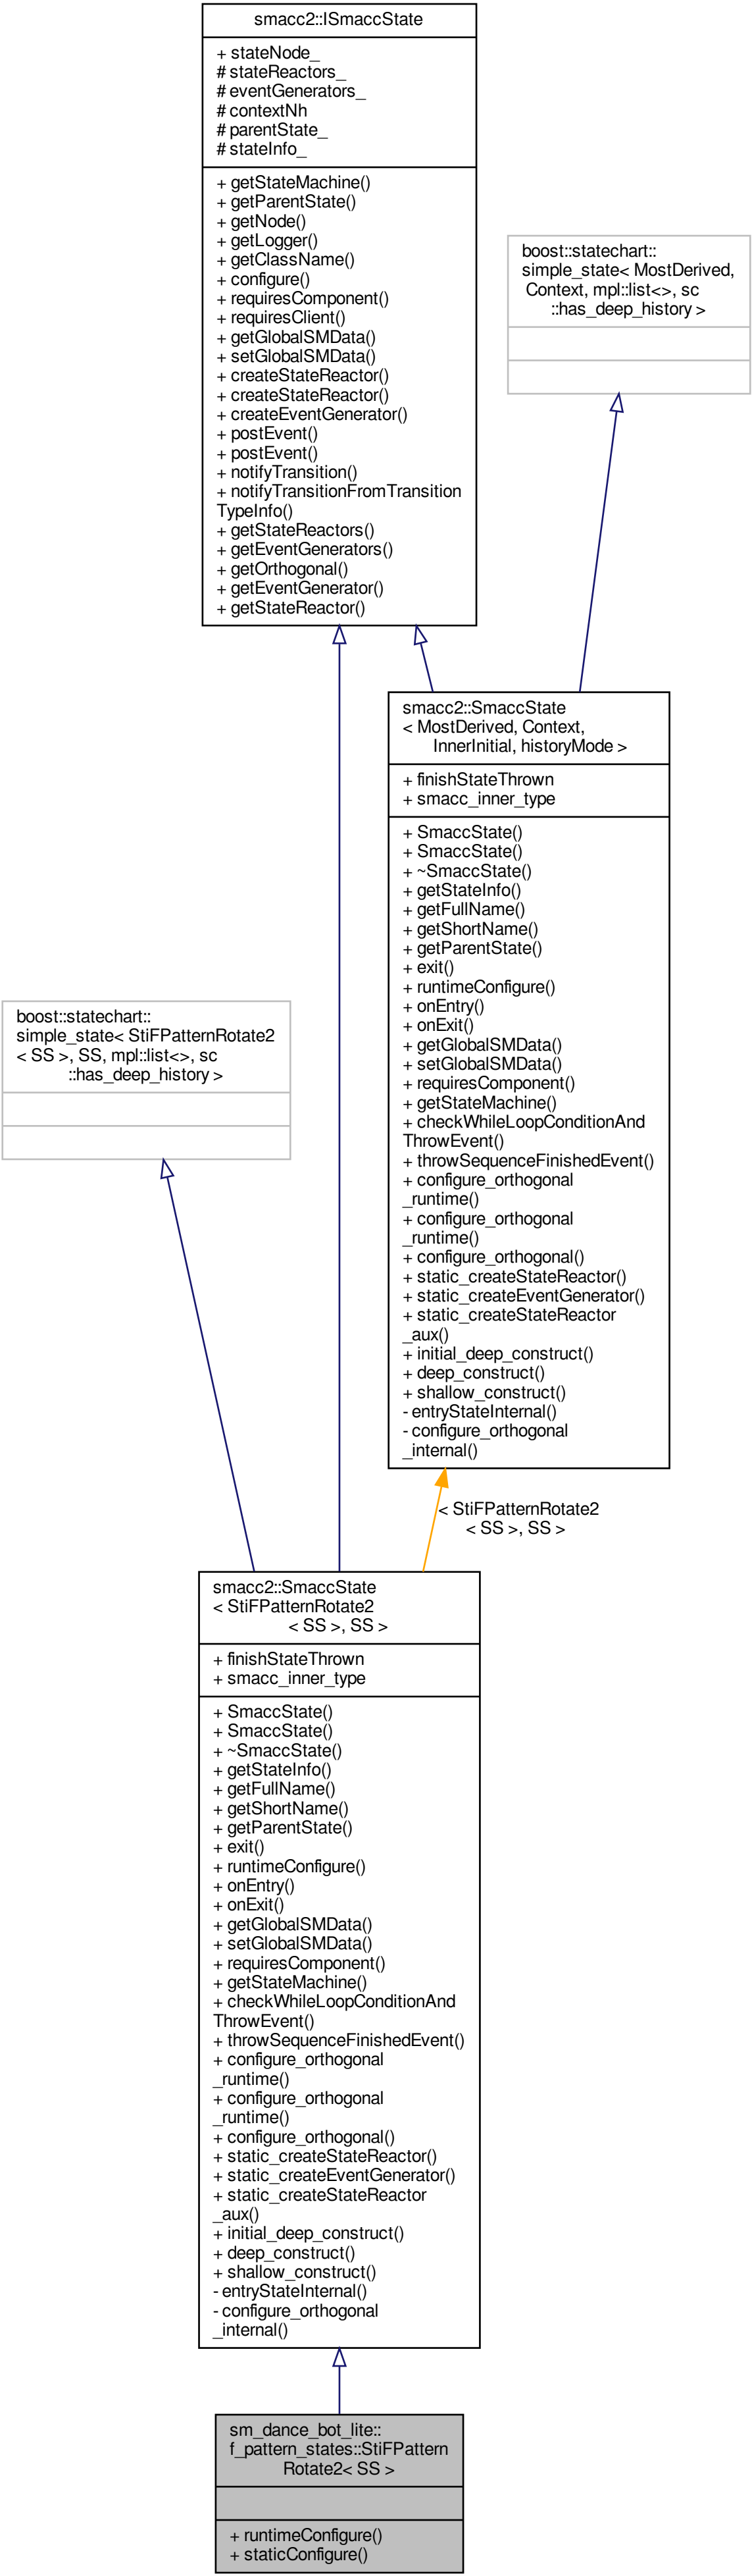 smacc2::ISmaccState
+ stateNode_
# stateReactors_
# eventGenerators_
# contextNh
# parentState_
# stateInfo_
+ getStateMachine()
+ getParentState()
+ getNode()
+ getLogger()
+ getClassName()
+ configure()
+ requiresComponent()
+ requiresClient()
+ getGlobalSMData()
+ setGlobalSMData()
+ createStateReactor()
+ createStateReactor()
+ createEventGenerator()
+ postEvent()
+ postEvent()
+ notifyTransition()
+ notifyTransitionFromTransition
TypeInfo()
+ getStateReactors()
+ getEventGenerators()
+ getOrthogonal()
+ getEventGenerator()
+ getStateReactor()
boost::statechart::
simple_state< MostDerived,
Context, mpl::list<>, sc
::has_deep_history >
smacc2::SmaccState
< MostDerived, Context,
InnerInitial, historyMode >
+ finishStateThrown
+ smacc_inner_type
+ SmaccState()
+ SmaccState()
+ ~SmaccState()
+ getStateInfo()
+ getFullName()
+ getShortName()
+ getParentState()
+ exit()
+ runtimeConfigure()
+ onEntry()
+ onExit()
+ getGlobalSMData()
+ setGlobalSMData()
+ requiresComponent()
+ getStateMachine()
+ checkWhileLoopConditionAnd
ThrowEvent()
+ throwSequenceFinishedEvent()
+ configure_orthogonal
_runtime()
+ configure_orthogonal
_runtime()
+ configure_orthogonal()
+ static_createStateReactor()
+ static_createEventGenerator()
+ static_createStateReactor
_aux()
+ initial_deep_construct()
+ deep_construct()
+ shallow_construct()
- entryStateInternal()
- configure_orthogonal
_internal()
boost::statechart::
simple_state< StiFPatternRotate2
< SS >, SS, mpl::list<>, sc
::has_deep_history >
< StiFPatternRotate2
< SS >, SS >
smacc2::SmaccState
< StiFPatternRotate2
< SS >, SS >
+ finishStateThrown
+ smacc_inner_type
+ SmaccState()
+ SmaccState()
+ ~SmaccState()
+ getStateInfo()
+ getFullName()
+ getShortName()
+ getParentState()
+ exit()
+ runtimeConfigure()
+ onEntry()
+ onExit()
+ getGlobalSMData()
+ setGlobalSMData()
+ requiresComponent()
+ getStateMachine()
+ checkWhileLoopConditionAnd
ThrowEvent()
+ throwSequenceFinishedEvent()
+ configure_orthogonal
_runtime()
+ configure_orthogonal
_runtime()
+ configure_orthogonal()
+ static_createStateReactor()
+ static_createEventGenerator()
+ static_createStateReactor
_aux()
+ initial_deep_construct()
+ deep_construct()
+ shallow_construct()
- entryStateInternal()
- configure_orthogonal
_internal()
sm_dance_bot_lite::
f_pattern_states::StiFPattern
Rotate2< SS >
+ runtimeConfigure()
+ staticConfigure()